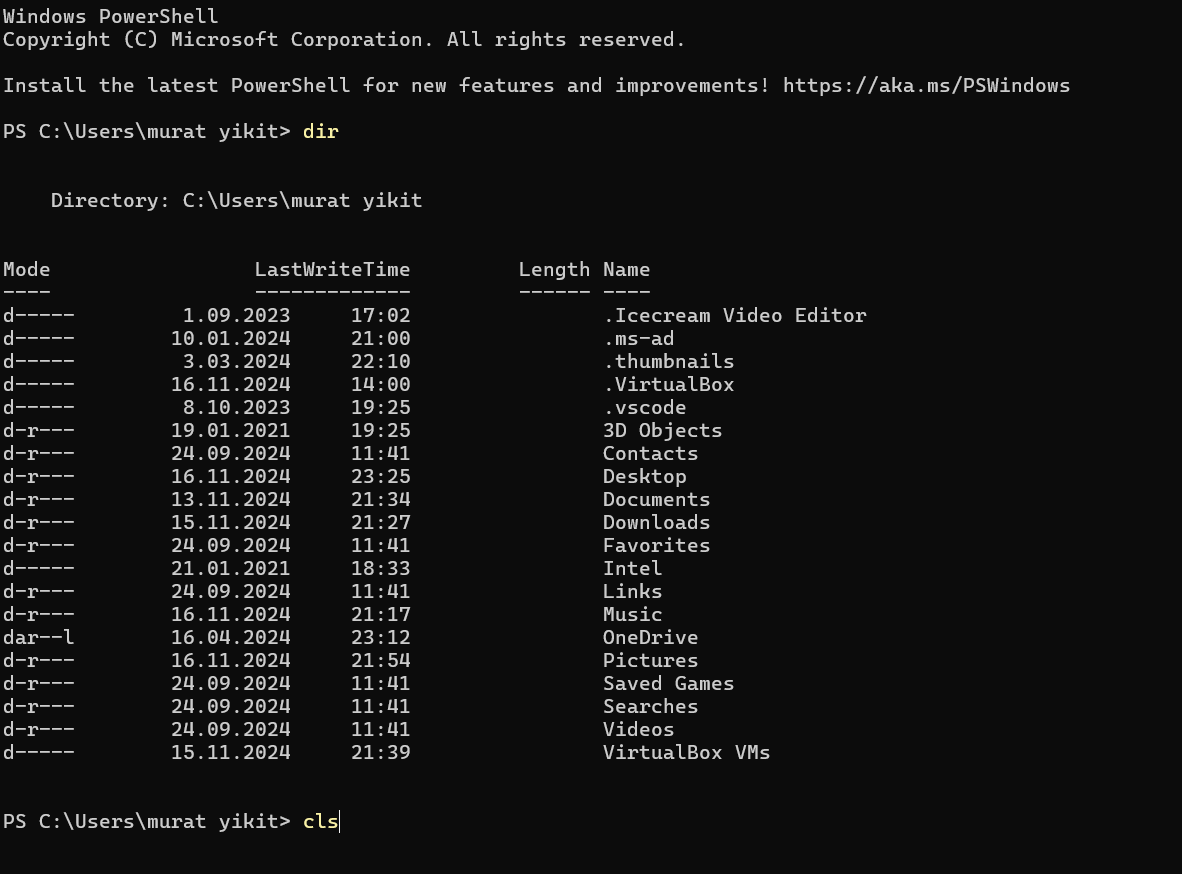 Windows PowerShell
Copyright (C) Microsoft Corporation. All rights reserved.
Install the latest PowerShell for new features and improvements! https://aka.ms/PSWindows
PS C:\Users\murat yikit> dir
    Directory: C:\Users\murat yikit
Mode                 LastWriteTime         Length Name
----                 -------------         ------ ----
d-----         1.09.2023     17:02                .Icecream Video Editor
d-----        10.01.2024     21:00                .ms-ad
d-----         3.03.2024     22:10                .thumbnails
d-----        16.11.2024     14:00                .VirtualBox
d-----         8.10.2023     19:25                .vscode
d-r---        19.01.2021     19:25                3D Objects
d-r---        24.09.2024     11:41                Contacts
d-r---        16.11.2024     23:25                Desktop
d-r---        13.11.2024     21:34                Documents
d-r---        15.11.2024     21:27                Downloads
d-r---        24.09.2024     11:41                Favorites
d-----        21.01.2021     18:33                Intel
d-r---        24.09.2024     11:41                Links
d-r---        16.11.2024     21:17                Music
dar--l        16.04.2024     23:12                OneDrive
d-r---        16.11.2024     21:54                Pictures
d-r---        24.09.2024     11:41                Saved Games
d-r---        24.09.2024     11:41                Searches
d-r---        24.09.2024     11:41                Videos
d-----        15.11.2024     21:39                VirtualBox VMs
PS C:\Users\murat yikit> cls